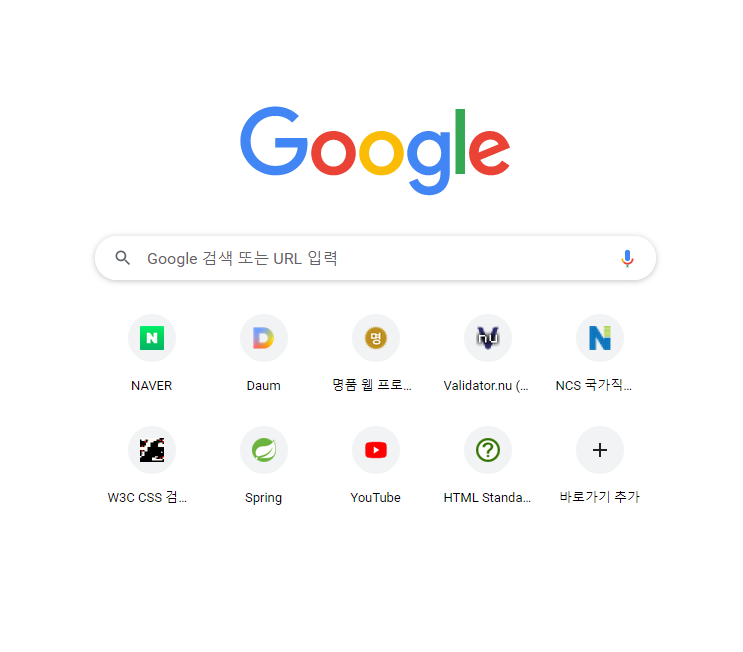 Google
Google 검색 또는 URL 입력
N
D
명
nu
N
NAVER
Daum
명품 웹 프로...
Validator.nu (...
NCS 국가직...
?
W3C CSS 검...
Spring
YouTube
HTML Standa...
바로가기 추가